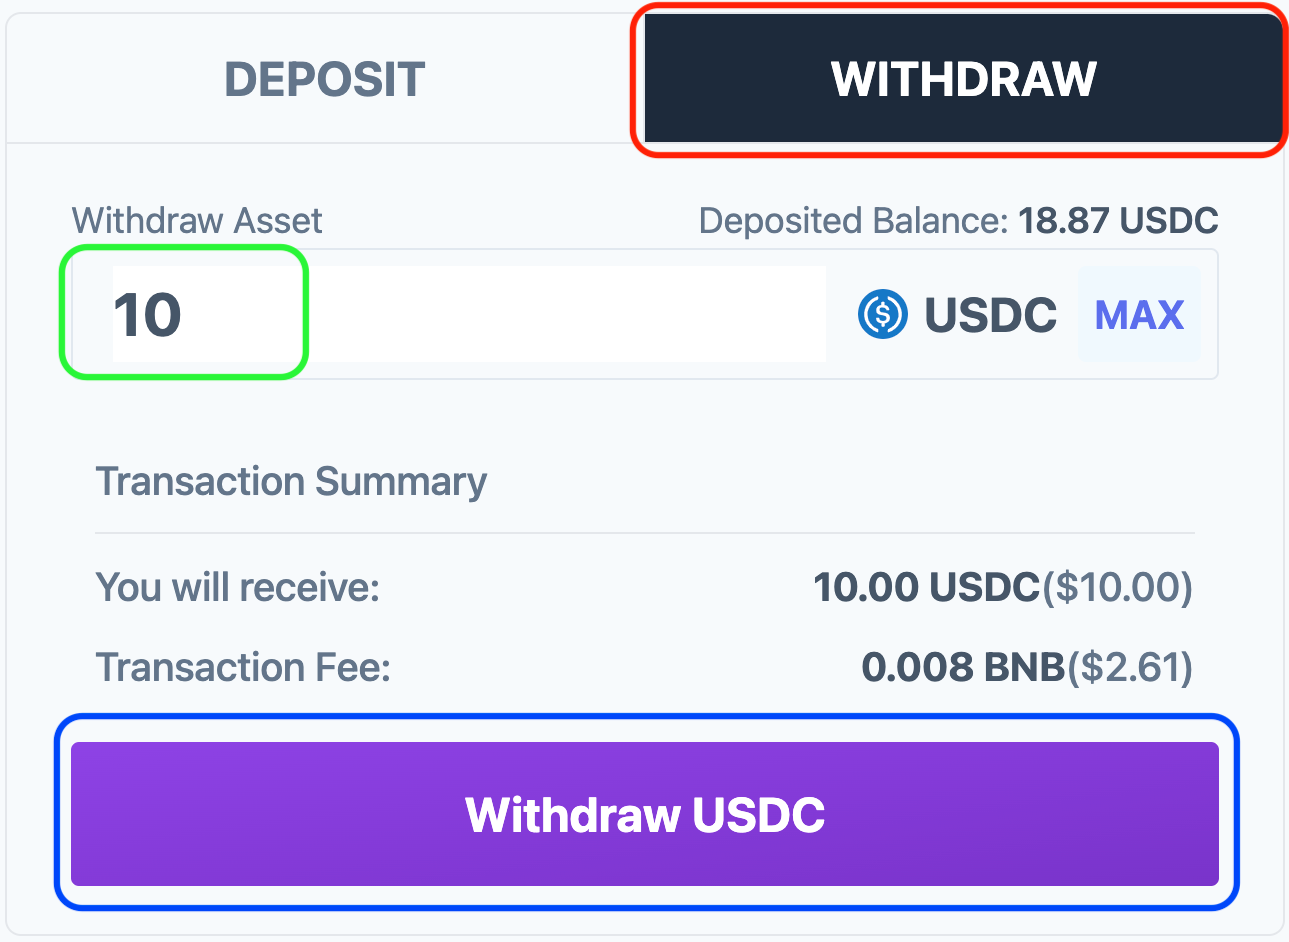 DEPOSIT WITHDRAW
Withdraw Asset Deposited Balance: 18.87 USDC
10 $ USDC MAX
Transaction Summary
You will receive: 10.00 USDC($10.00)
Transaction Fee: 0.008 BNB($2.61)
Withdraw USDC